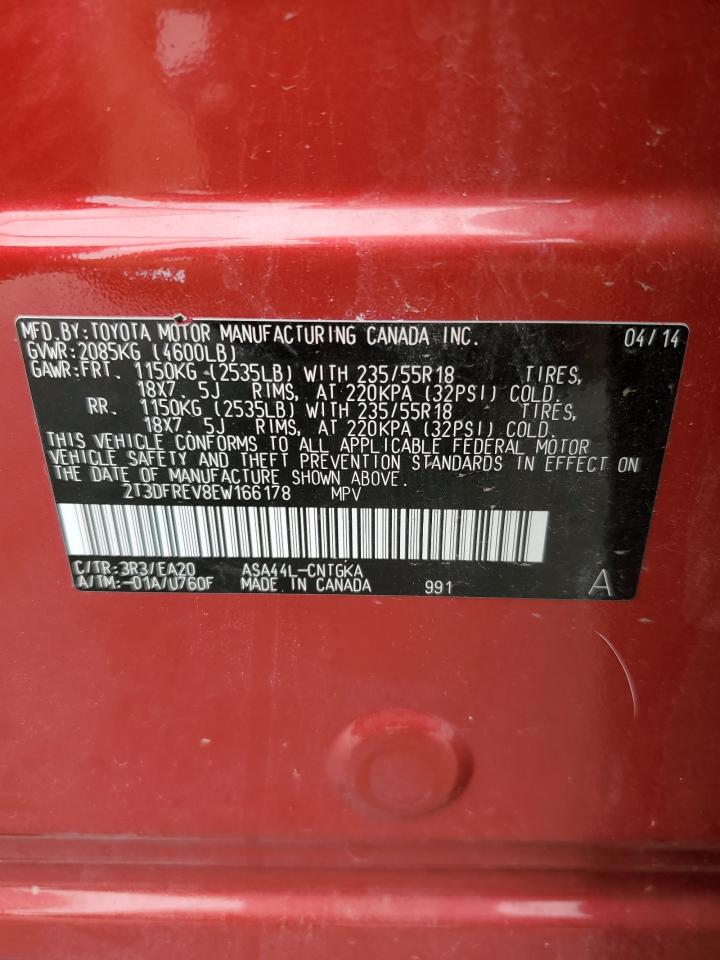 MFD.BY:TOYOTA MOTOR MANUFACTURING CANADA INC. 04/14
GVWR:2085KG (4600LB)
GAWR:FRT. 1150KG (2535LB) WITH 235/55R18 TIRES,
18X7. 5J RIMS, AT 220KPA (32PSI) COLD.
RR. 1150KG (2535LB) WITH 235/55R18 TIRES,
18X7. 5J RIMS, AT 220KPA (32PSI) COLD.
THIS VEHICLE CONFORMS TO ALL APPLICABLE FEDERAL MOTOR
VEHICLE SAFETY AND THEFT PREVENTION STANDARDS IN EFFECT ON
THE DATE OF MANUFACTURE SHOWN ABOVE.
2T3DFREV8EW166178 MPV
C/TR:3R3/EA20 ASA44L-CNTGKA
A/TM:-01A/U760F MADE IN CANADA 991 A